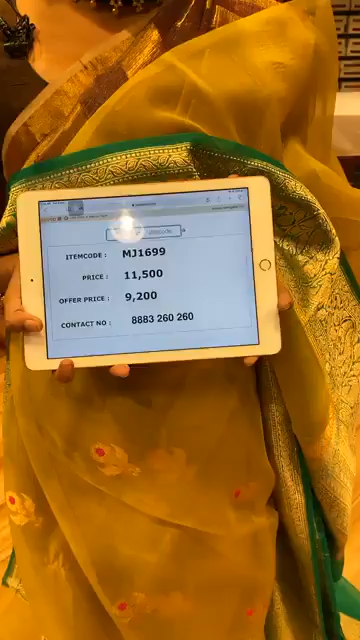 ITEMCODE : MJ1699
PRICE : 11,500
OFFER PRICE : 9,200
CONTACT NO : 8883 260 260